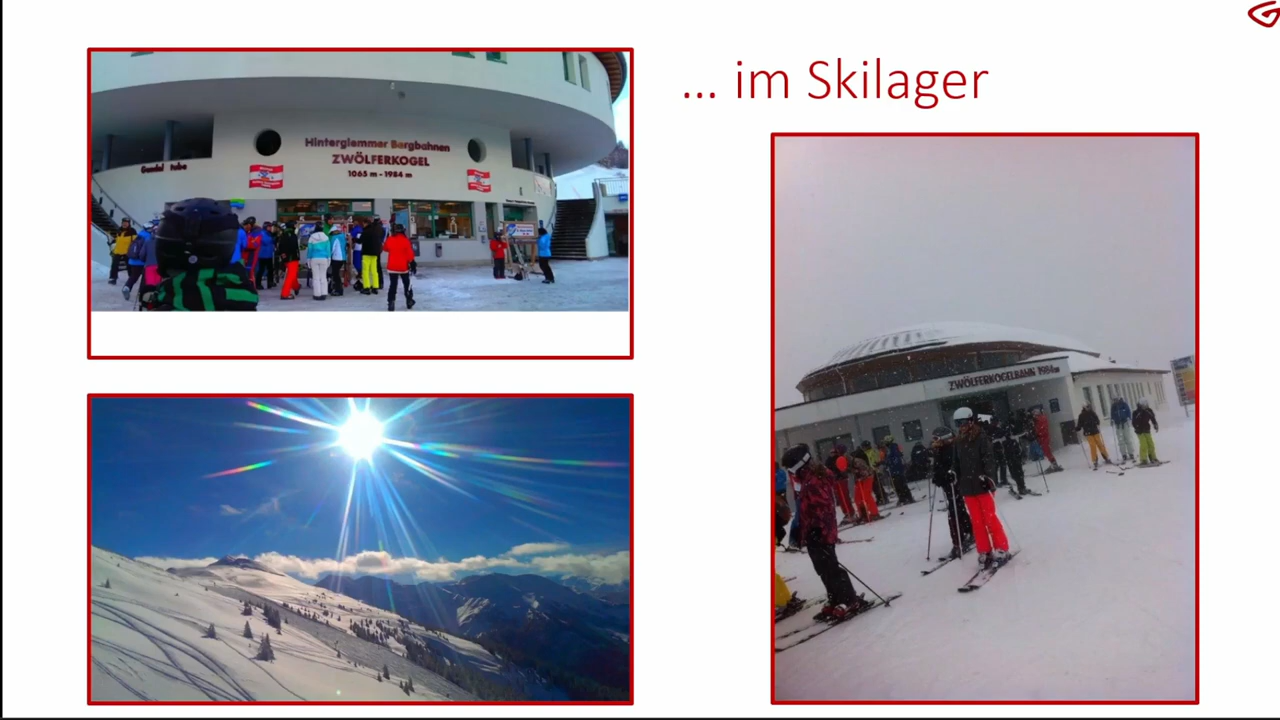 ... im Skilager
Hinterglemmer Bergbahnen
ZWÖLFERKOGEL
1065 m - 1984 m
ZWÖLFERKOGELBAHN 1984m